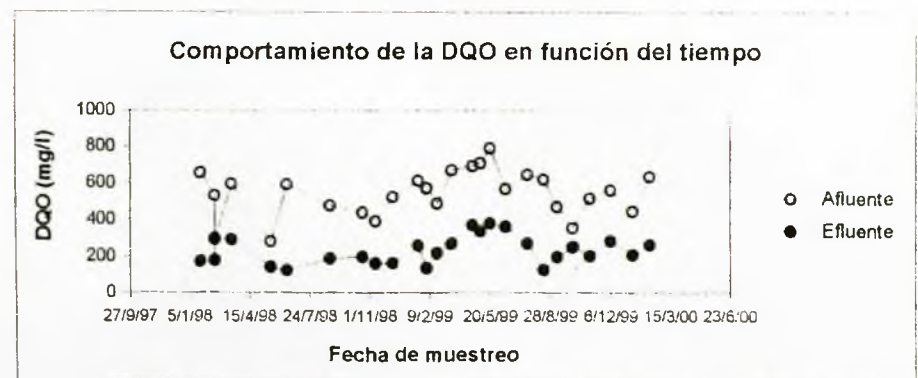 Comportamiento de la DQO en función del tiempo
DQO (mg/l)
1000
800
600
400
200
0
27/9/97 5/1/98 15/4/98 24/7/98 1/11/98 9/2/99 20/5/99 28/8/99 6/12/99 15/3/00 23/6/00
Fecha de muestreo
Afluente
Efluente